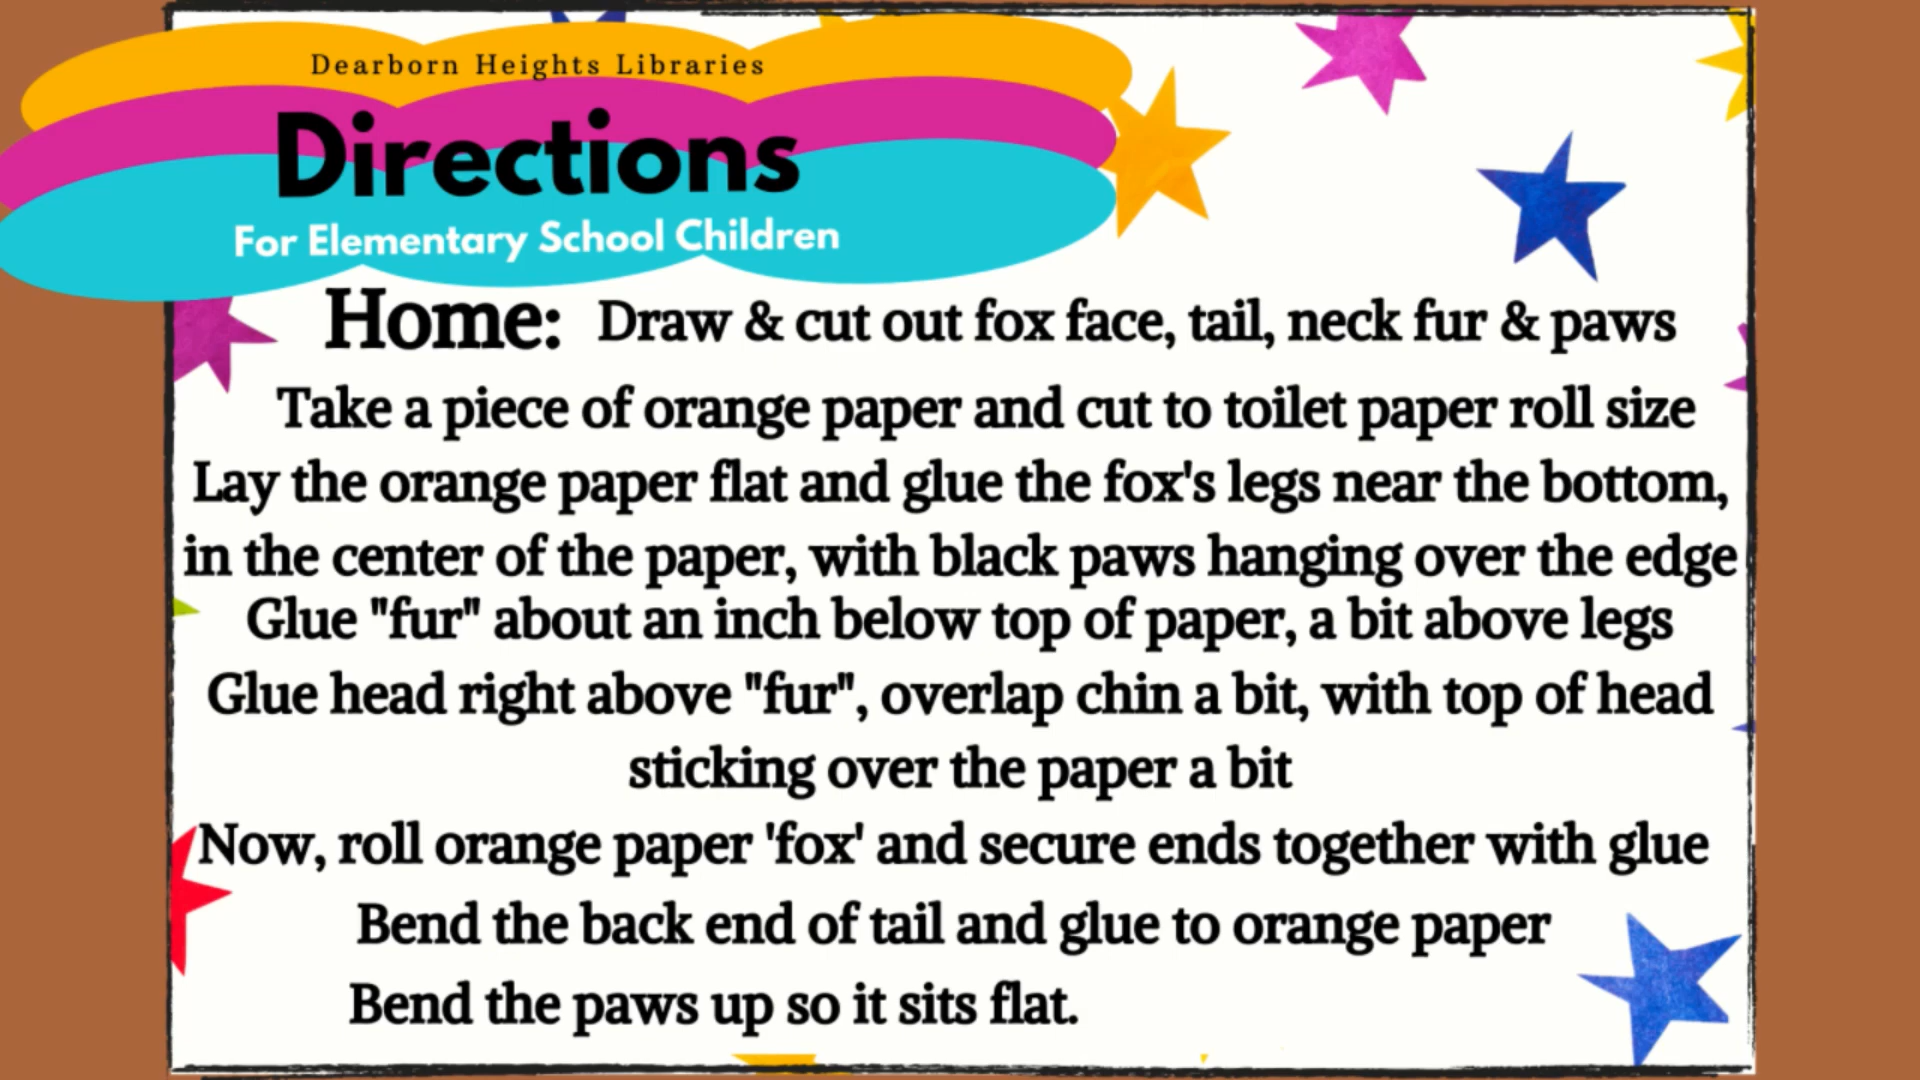 Dearborn Heights Libraries
Directions
For Elementary School Children
Home: Draw & cut out fox face, tail, neck fur & paws
Take a piece of orange paper and cut to toilet paper roll size
Lay the orange paper flat and glue the fox's legs near the bottom,
in the center of the paper, with black paws hanging over the edge
Glue "fur" about an inch below top of paper, a bit above legs
Glue head right above "fur", overlap chin a bit, with top of head
sticking over the paper a bit
Now, roll orange paper 'fox' and secure ends together with glue
Bend the back end of tail and glue to orange paper
Bend the paws up so it sits flat.